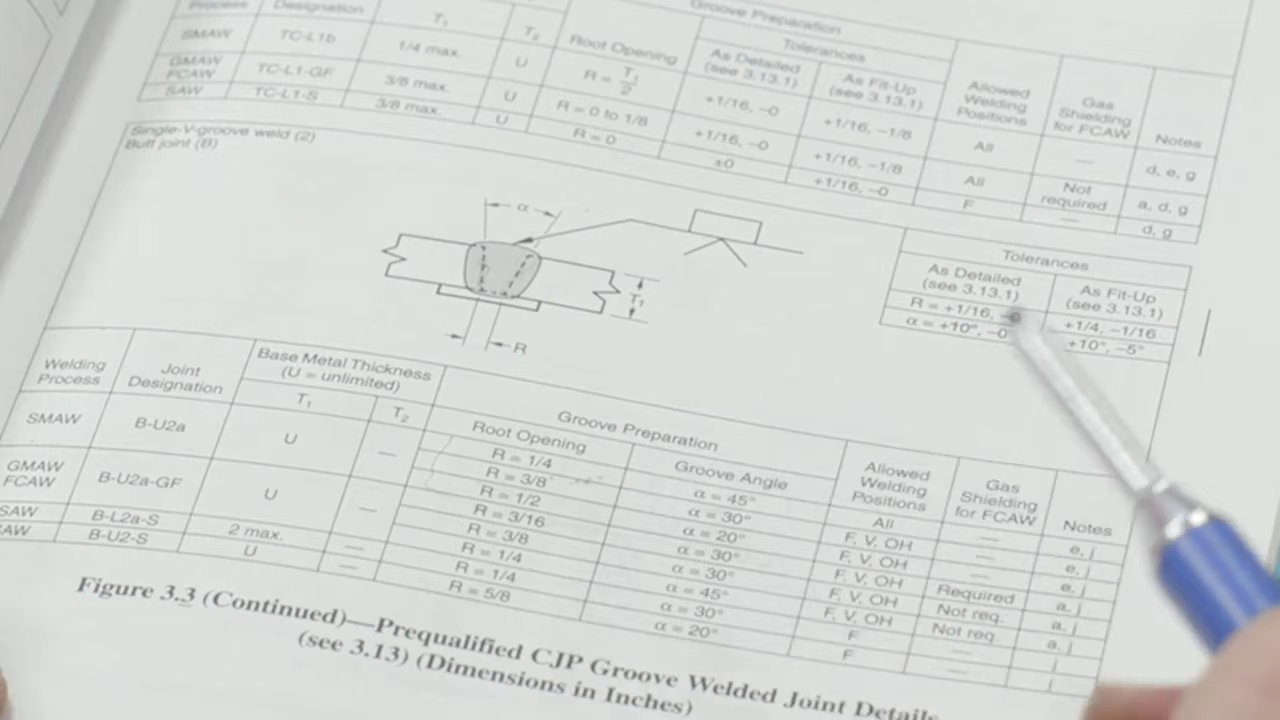 Groove Preparation
Process Designation T₁ T₂ Root Opening Tolerances Allowed Welding Positions Gas Shielding for FCAW Notes
As Detailed (see 3.13.1) As Fit-Up (see 3.13.1)
SMAW TC-L1b 1/4 max. U R = T₁/2 +1/16, –0 +1/16, –1/8 All — d, e, g
GMAW FCAW TC-L1-GF 3/8 max. U R = 0 to 1/8 +1/16, –0 +1/16, –1/8 All Not required a, d, g
SAW TC-L1-S 3/8 max. U R = 0 ±0 +1/16, –0 F — d, g
Single-V-groove weld (2)
Butt joint (B)
α
T₁
R
Tolerances
As Detailed (see 3.13.1) As Fit-Up (see 3.13.1)
R = +1/16, –0 +1/4, –1/16
α = +10°, –0° +10°, –5°
Welding Process Joint Designation Base Metal Thickness (U = unlimited) Groove Preparation Allowed Welding Positions Gas Shielding for FCAW Notes
T₁ T₂ Root Opening Groove Angle
SMAW B-U2a U — R = 1/4 α = 45° All — e, j
R = 3/8 α = 30° F, V, OH — e, j
R = 1/2 α = 20° F, V, OH — e, j
GMAW FCAW B-U2a-GF U — R = 3/16 α = 30° F, V, OH Required a, j
R = 3/8 α = 30° F, V, OH Not req. a, j
R = 1/4 α = 45° F, V, OH Not req. a, j
SAW B-L2a-S 2 max. — R = 1/4 α = 30° F — j
AW B-U2-S U — R = 5/8 α = 20° F — j
Figure 3.3 (Continued)—Prequalified CJP Groove Welded Joint Details
(see 3.13) (Dimensions in Inches)